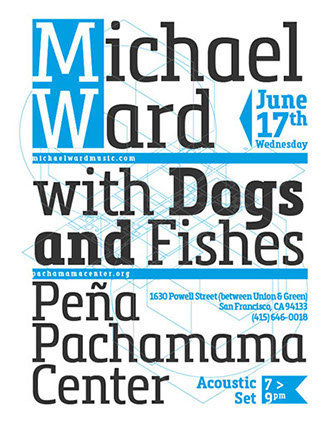 Michael
Ward
June
17th
Wednesday
michaelwardmusic.com
with Dogs
and Fishes
pachamamacenter.org
Peña
Pachamama
Center
1630 Powell Street (between Union & Green)
San Francisco, CA 94133
(415) 646-0018
Acoustic
Set
7 >
9pm